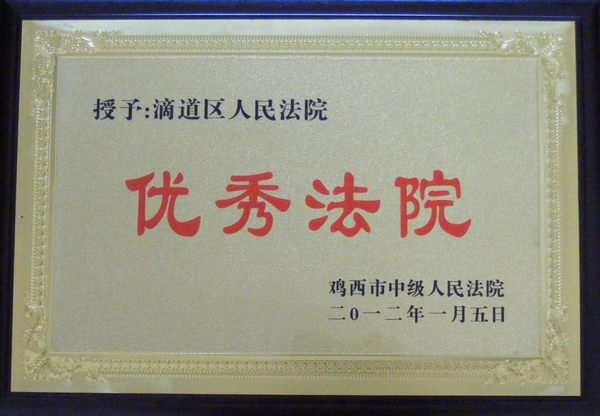 授予:滴道区人民法院
优秀法院
鸡西市中级人民法院
二0一二年一月五日